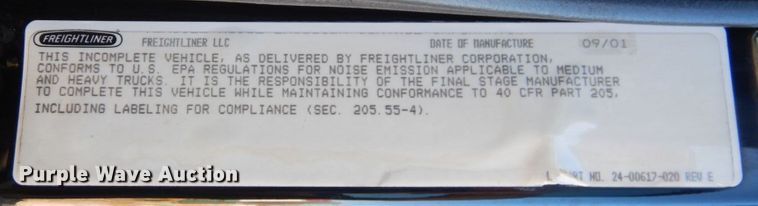 FREIGHTLINER FREIGHTLINER LLC DATE OF MANUFACTURE 09/01
THIS INCOMPLETE VEHICLE, AS DELIVERED BY FREIGHTLINER CORPORATION,
CONFORMS TO U.S. EPA REGULATIONS FOR NOISE EMISSION APPLICABLE TO MEDIUM
AND HEAVY TRUCKS. IT IS THE RESPONSIBILITY OF THE FINAL STAGE MANUFACTURER
TO COMPLETE THIS VEHICLE WHILE MAINTAINING CONFORMANCE TO 40 CFR PART 205,
INCLUDING LABELING FOR COMPLIANCE (SEC. 205.55-4).
Purple Wave Auction
NO. 24-00617-020 REV E